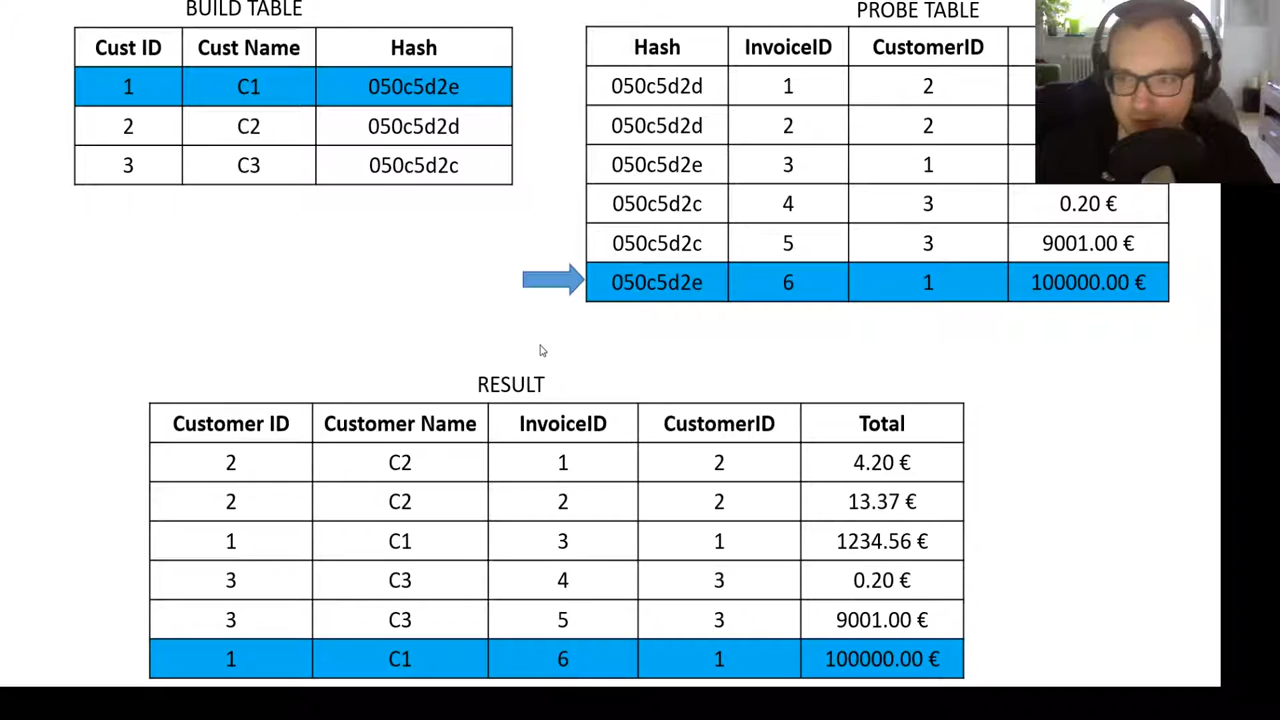 BUILD TABLE
Cust ID Cust Name Hash
1 C1 050c5d2e
2 C2 050c5d2d
3 C3 050c5d2c
PROBE TABLE
Hash InvoiceID CustomerID
050c5d2d 1 2
050c5d2d 2 2
050c5d2e 3 1
050c5d2c 4 3 0.20 €
050c5d2c 5 3 9001.00 €
050c5d2e 6 1 100000.00 €
RESULT
Customer ID Customer Name InvoiceID CustomerID Total
2 C2 1 2 4.20 €
2 C2 2 2 13.37 €
1 C1 3 1 1234.56 €
3 C3 4 3 0.20 €
3 C3 5 3 9001.00 €
1 C1 6 1 100000.00 €